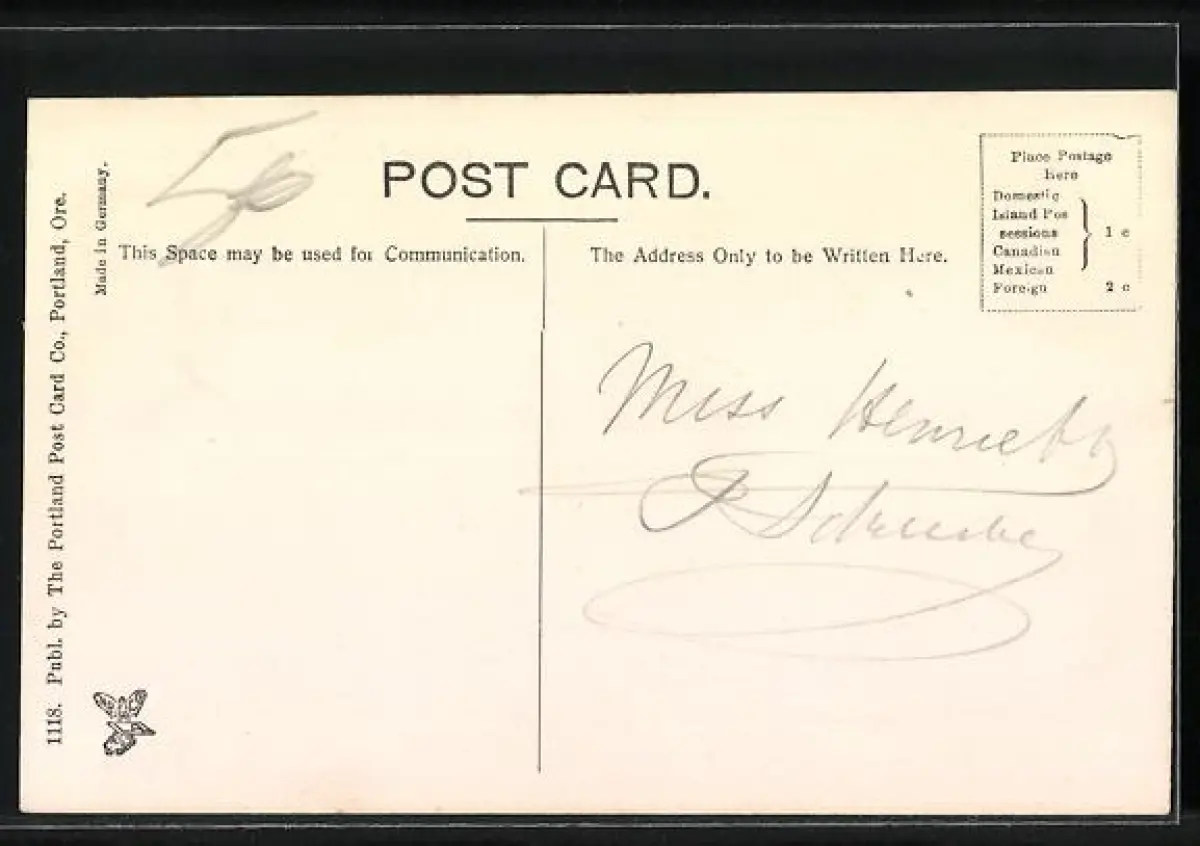 POST CARD.
This Space may be used for Communication.
The Address Only to be Written Here.
Place Postage
here
Domestic
Island Pos
sessions
Canadian
Mexican
1 c
Foreign 2 c
Miss Henrietta
1118. Publ. by The Portland Post Card Co., Portland, Ore.
Made in Germany.